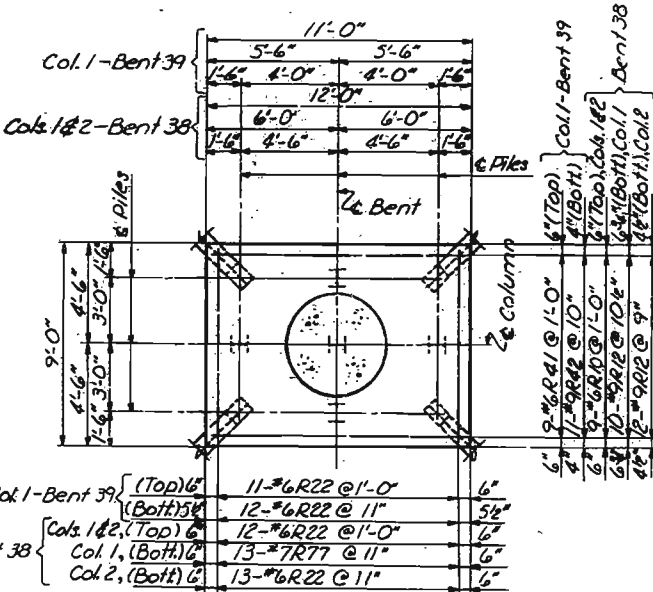 11'-0"
Col. 1-Bent 39
5'-6" 5'-6"
1'-6" 4'-0" 4'-0" 1'-6"
12'-0"
Cols. 1&2-Bent 38
6'-0" 6'-0"
1'-6" 4'-6" 4'-6" 1'-6"
℄ Piles
℄ Bent
℄ Piles
℄ Column
9'-0"
4'-6" 4'-6"
1'-6" 3'-0" 3'-0" 1'-6"
Col. 1-Bent 39
Bent 38
6" (Top) 9-#6R41 @ 1'-0" 6"
4" (Bott.) 11-#9R42 @ 10" 4"
6" (Top), Cols. 1&2 9-#6R10 @ 1'-0" 6"
6¾" (Bott.), Col. 1 10-#9R12 @ 10½" 6¾"
4½" (Bott.), Col. 2 12-#9R12 @ 9" 4½"
Col. 1-Bent 39
(Top) 6" 11-#6R22 @ 1'-0" 6"
(Bott.) 5½" 12-#6R22 @ 11" 5½"
38
Cols. 1&2, (Top) 6" 12-#6R22 @ 1'-0" 6"
Col. 1, (Bott.) 6" 13-#7R77 @ 11" 6"
Col. 2, (Bott.) 6" 13-#6R22 @ 11" 6"